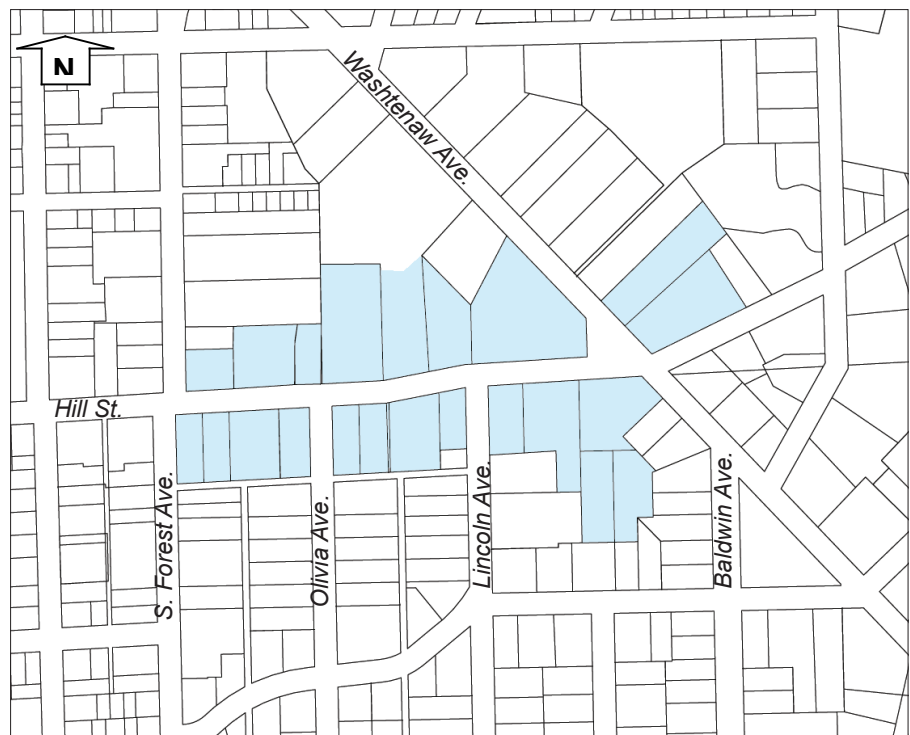 N
Washtenaw Ave.
Hill St.
S. Forest Ave.
Olivia Ave.
Lincoln Ave.
Baldwin Ave.